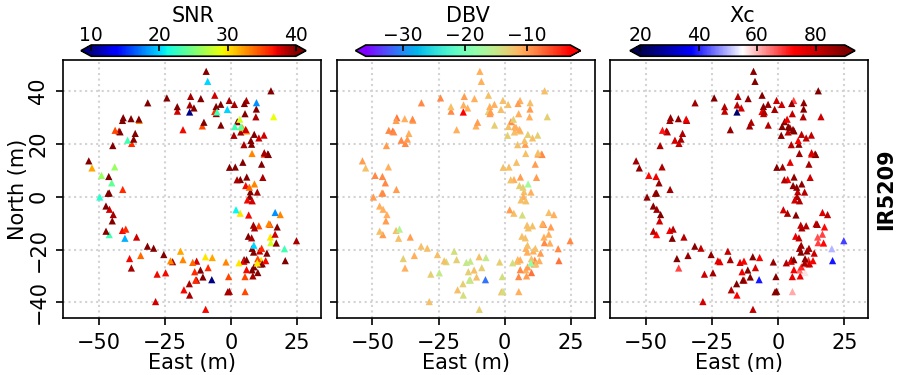 SNR DBV Xc
10 20 30 40 −30 −20 −10 20 40 60 80
40
20
0
−20
−40
North (m)
−50 −25 0 25 −50 −25 0 25 −50 −25 0 25
East (m) East (m) East (m)
IR5209